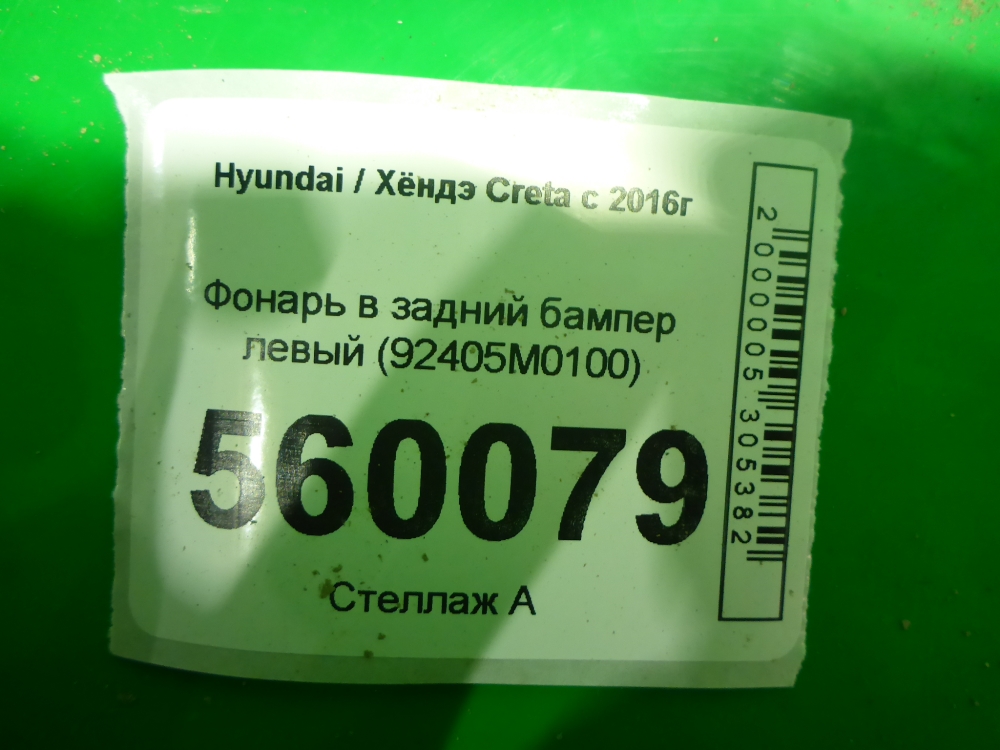 Hyundai / Хёндэ Creta с 2016г
Фонарь в задний бампер
левый (92405M0100)
560079
Стеллаж А
2000005305382